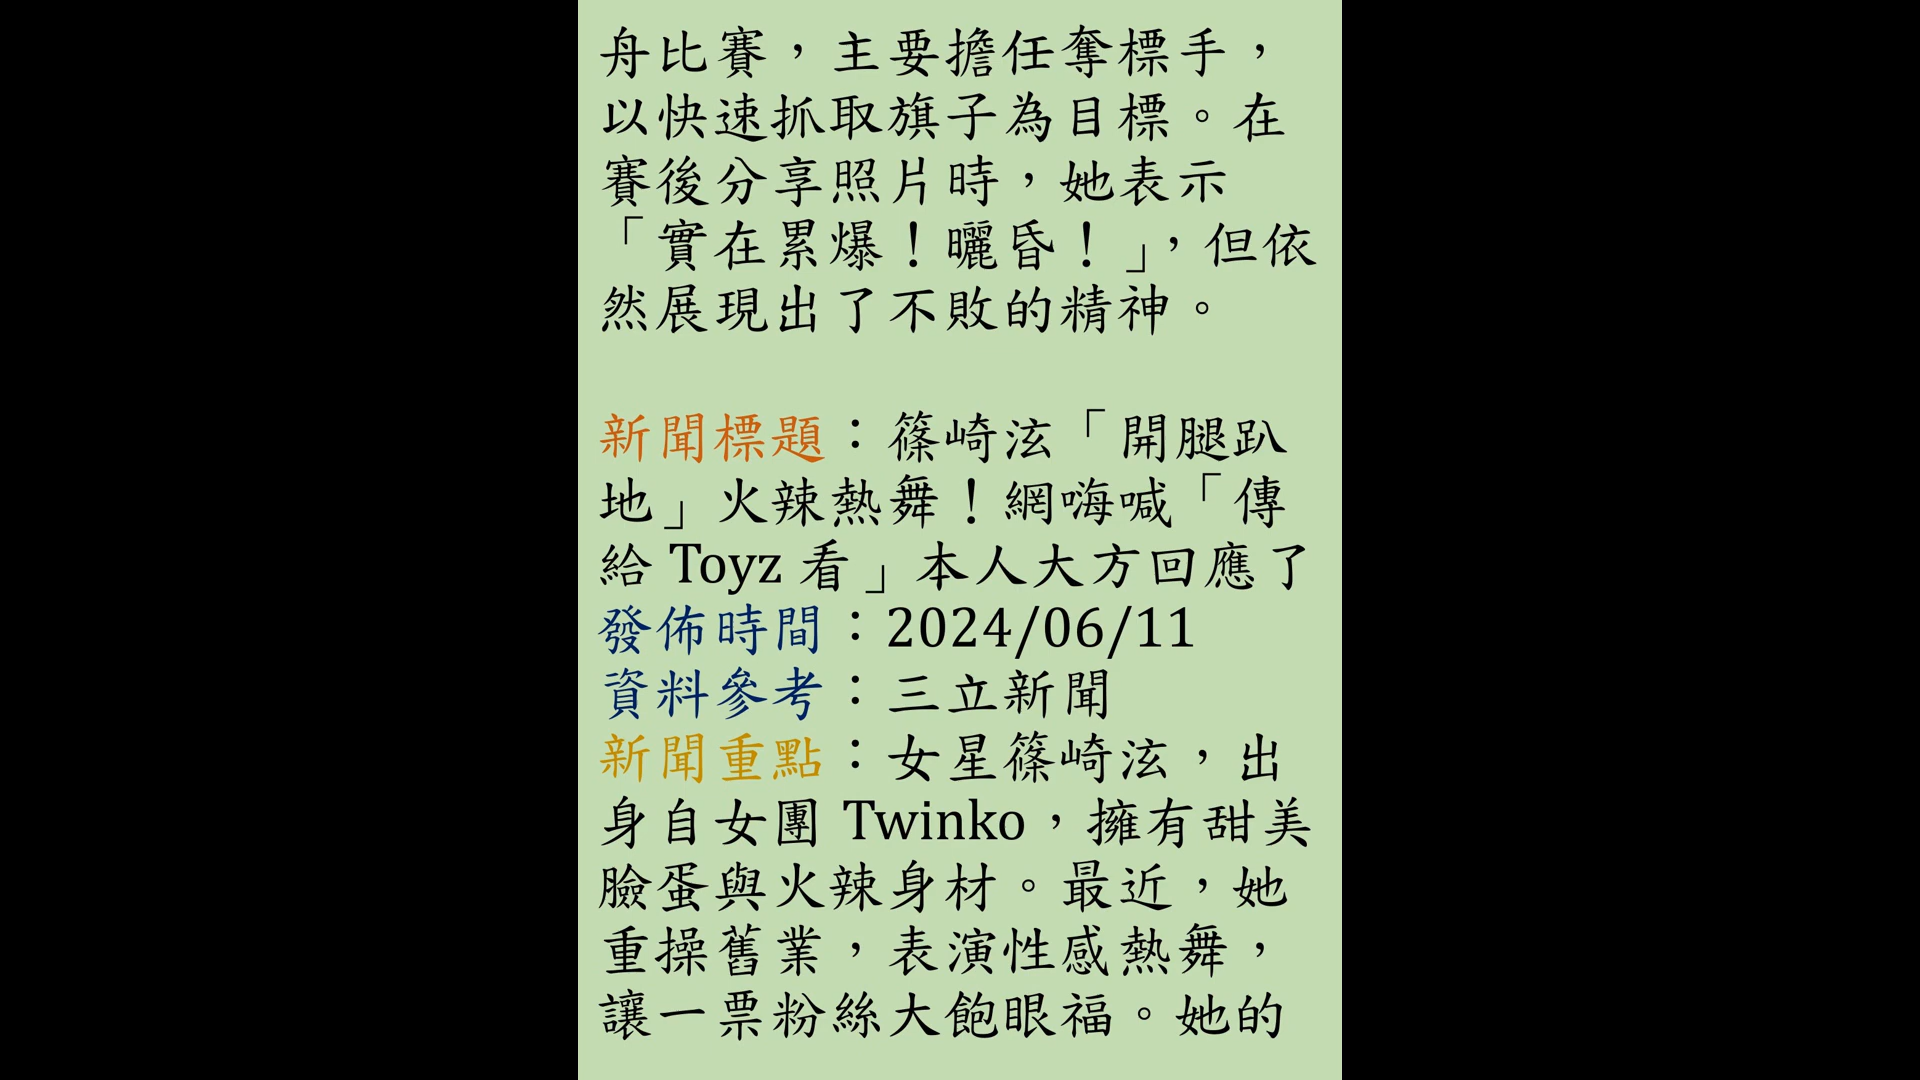 舟比賽，主要擔任奪標手，
以快速抓取旗子為目標。在
賽後分享照片時，她表示
「實在累爆！曬昏！」，但依
然展現出了不敗的精神。
新聞標題：篠崎泫「開腿趴
地」火辣熱舞！網嗨喊「傳
給 Toyz 看」本人大方回應了
發佈時間：2024/06/11
資料參考：三立新聞
新聞重點：女星篠崎泫，出
身自女團 Twinko，擁有甜美
臉蛋與火辣身材。最近，她
重操舊業，表演性感熱舞，
讓一票粉絲大飽眼福。她的